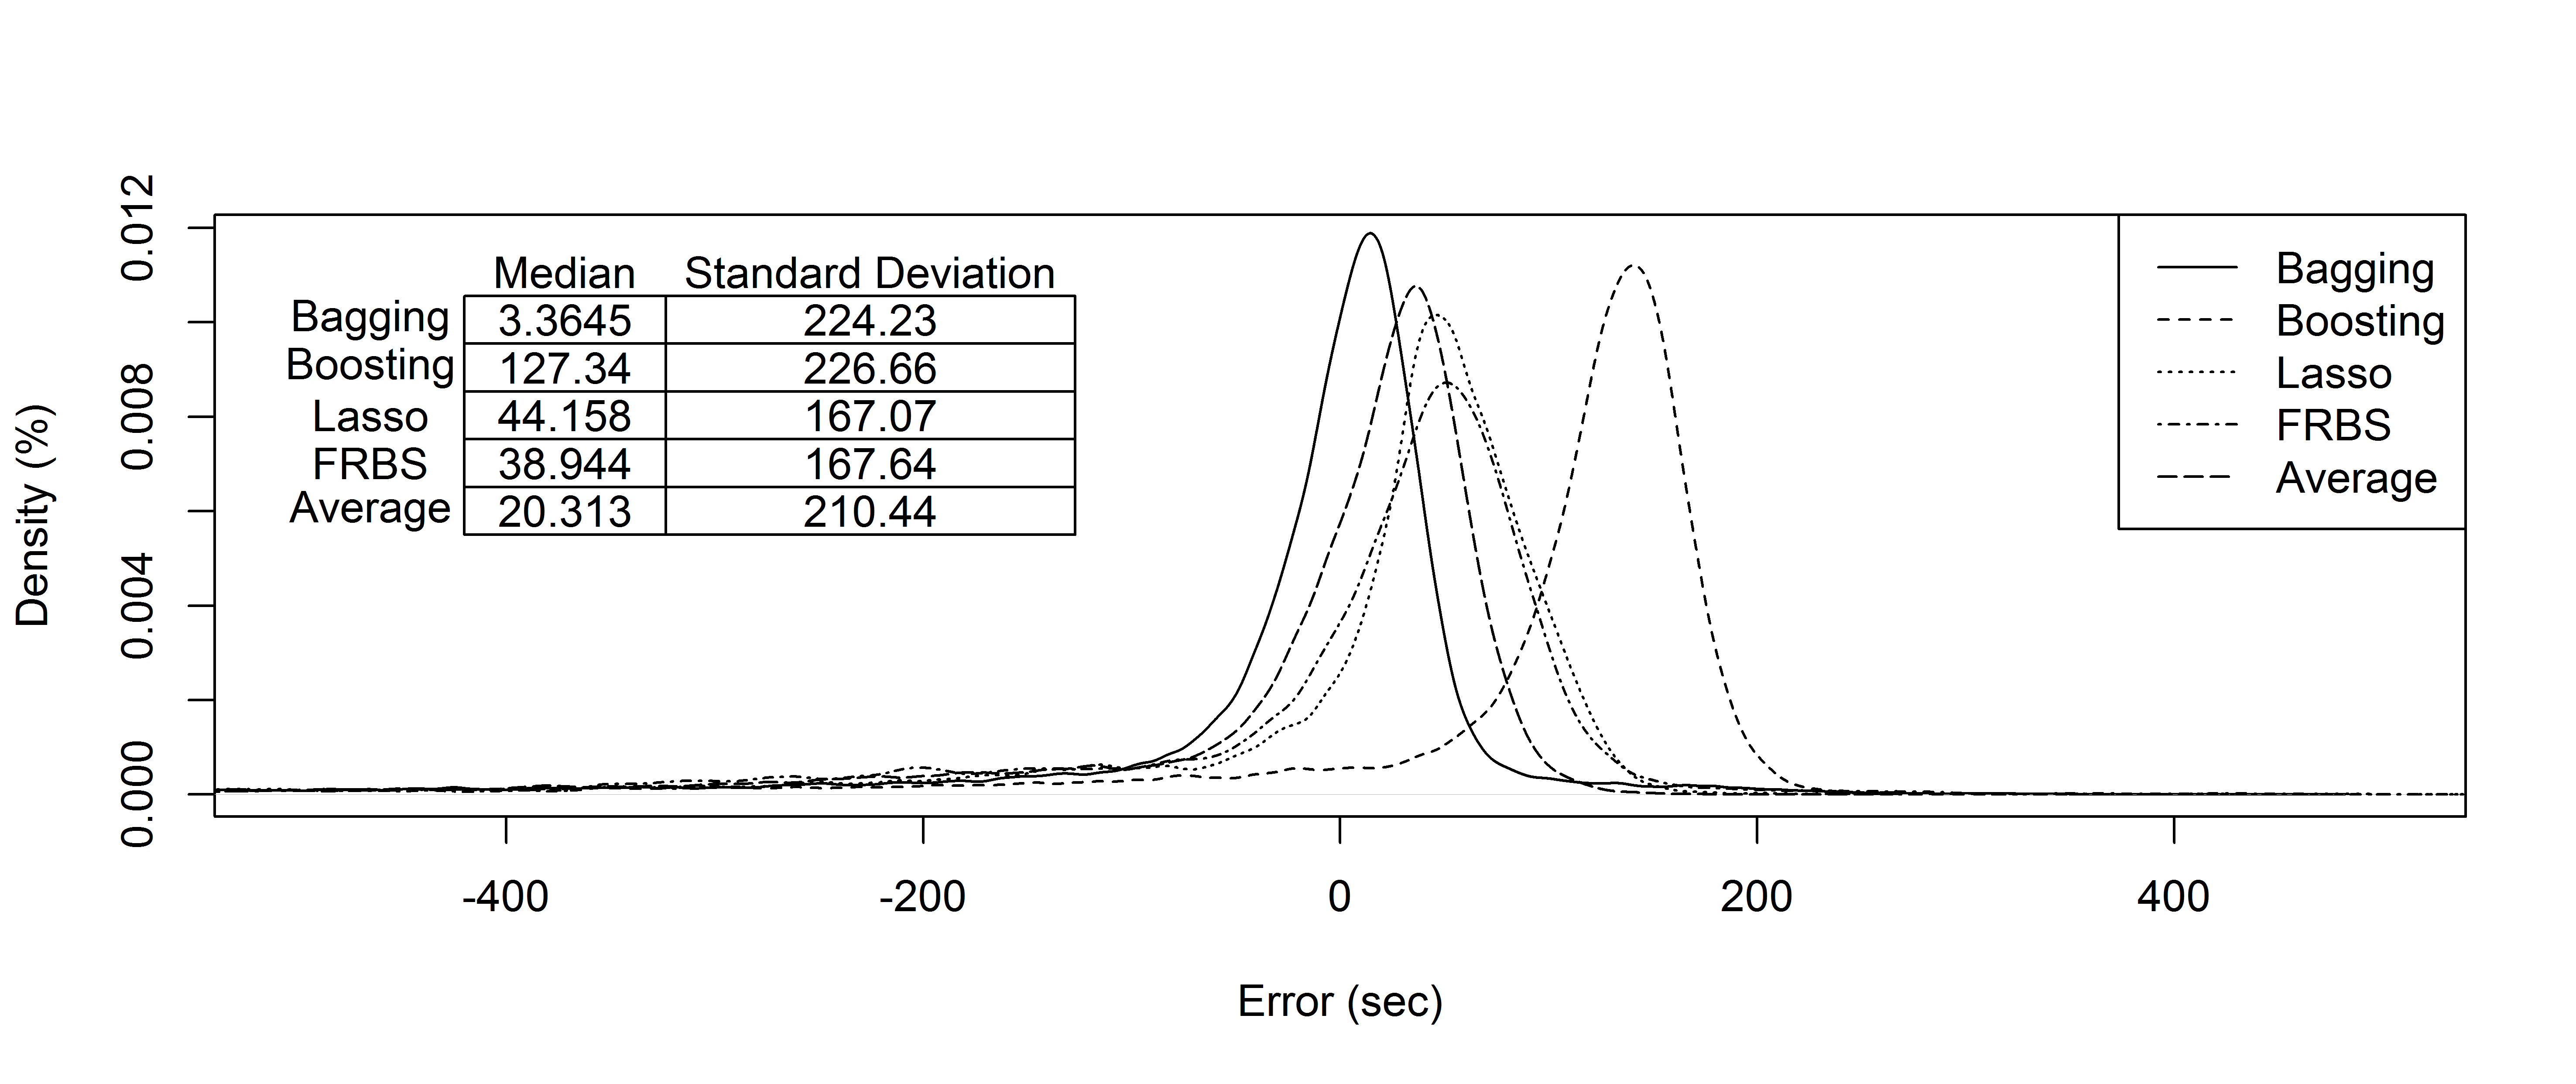 Median Standard Deviation
Bagging 3.3645 224.23
Boosting 127.34 226.66
Lasso 44.158 167.07
FRBS 38.944 167.64
Average 20.313 210.44
Bagging
Boosting
Lasso
FRBS
Average
Density (%)
0.012
0.008
0.004
0.000
-400 -200 0 200 400
Error (sec)